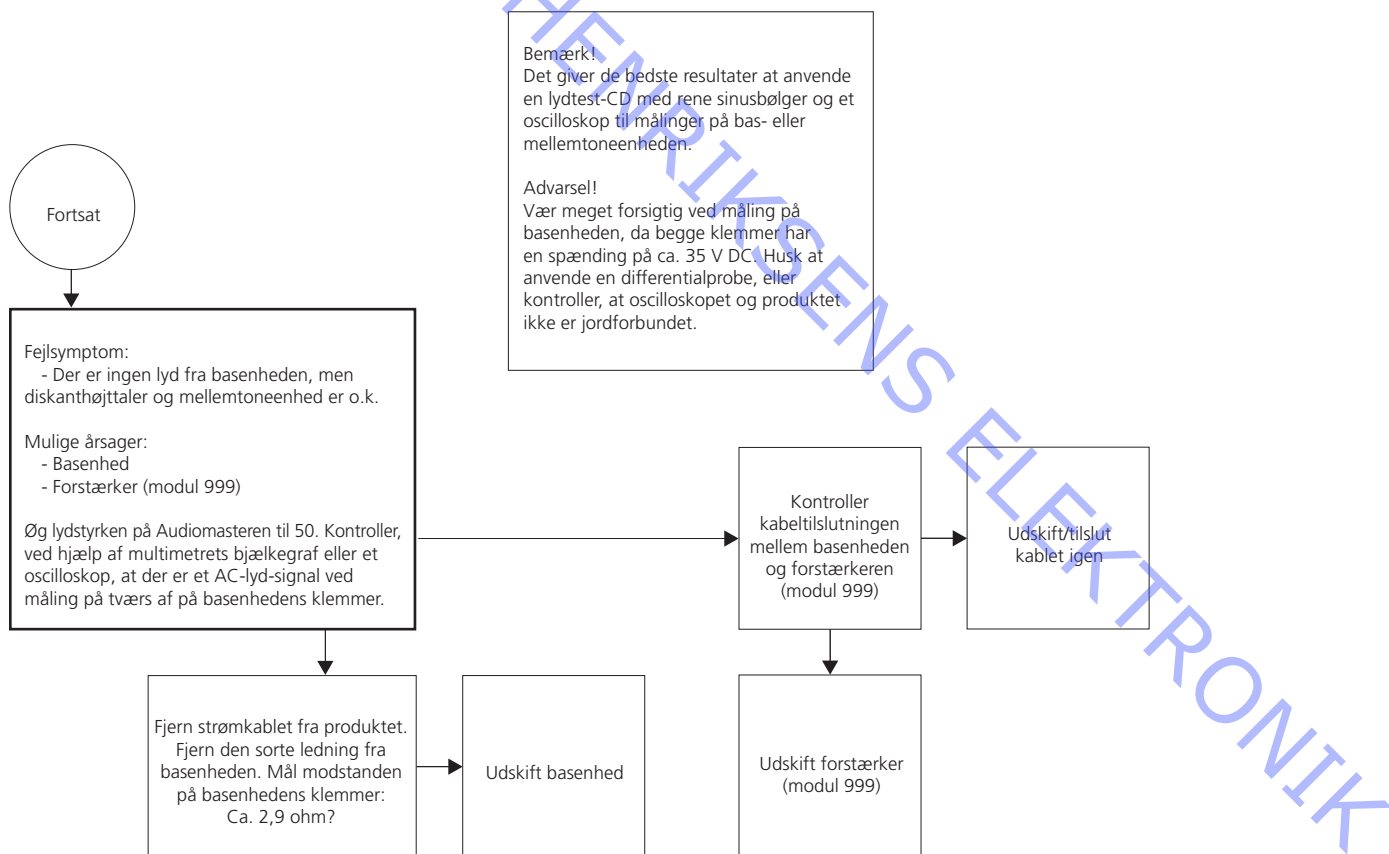 Bemærk!
Det giver de bedste resultater at anvende
en lydtest-CD med rene sinusbølger og et
oscilloskop til målinger på bas- eller
mellemtoneenheden.
Advarsel!
Vær meget forsigtig ved måling på
basenheden, da begge klemmer har
en spænding på ca. 35 V DC. Husk at
anvende en differentialprobe, eller
kontroller, at oscilloskopet og produktet
ikke er jordforbundet.
Fortsat
Fejlsymptom:
- Der er ingen lyd fra basenheden, men
diskanthøjttaler og mellemtoneenhed er o.k.
Mulige årsager:
- Basenhed
- Forstærker (modul 999)
Øg lydstyrken på Audiomasteren til 50. Kontroller,
ved hjælp af multimetrets bjælkegraf eller et
oscilloskop, at der er et AC-lyd-signal ved
måling på tværs af på basenhedens klemmer.
Kontroller
kabeltilslutningen
mellem basenheden
og forstærkeren
(modul 999)
Udskift/tilslut
kablet igen
Fjern strømkablet fra produktet.
Fjern den sorte ledning fra
basenheden. Mål modstanden
på basenhedens klemmer:
Ca. 2,9 ohm?
Udskift basenhed
Udskift forstærker
(modul 999)
HENRIKSENS ELEKTRONIK